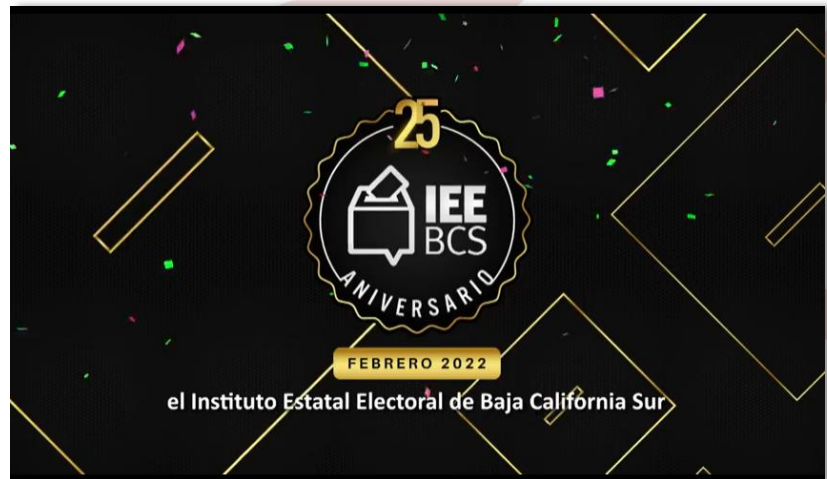 25
IEE
BCS
ANIVERSARIO
FEBRERO 2022
el Instituto Estatal Electoral de Baja California Sur